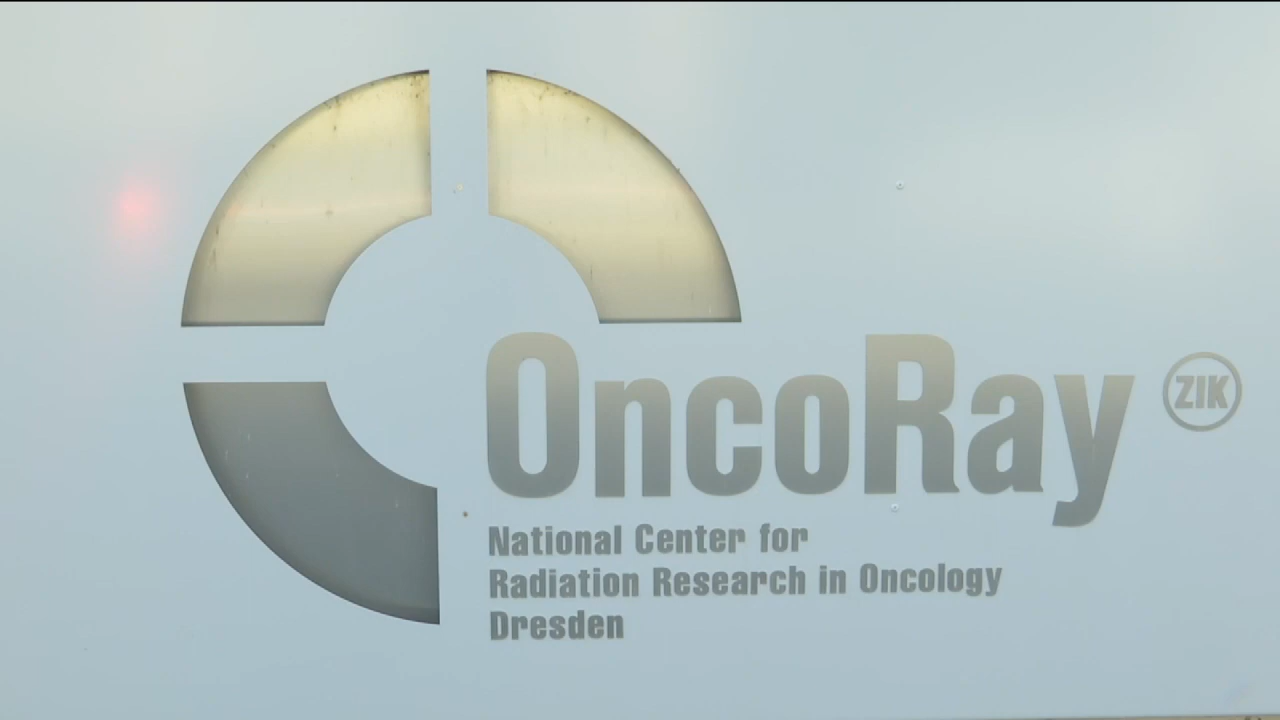 OncoRay
ZIK
National Center for
Radiation Research in Oncology
Dresden